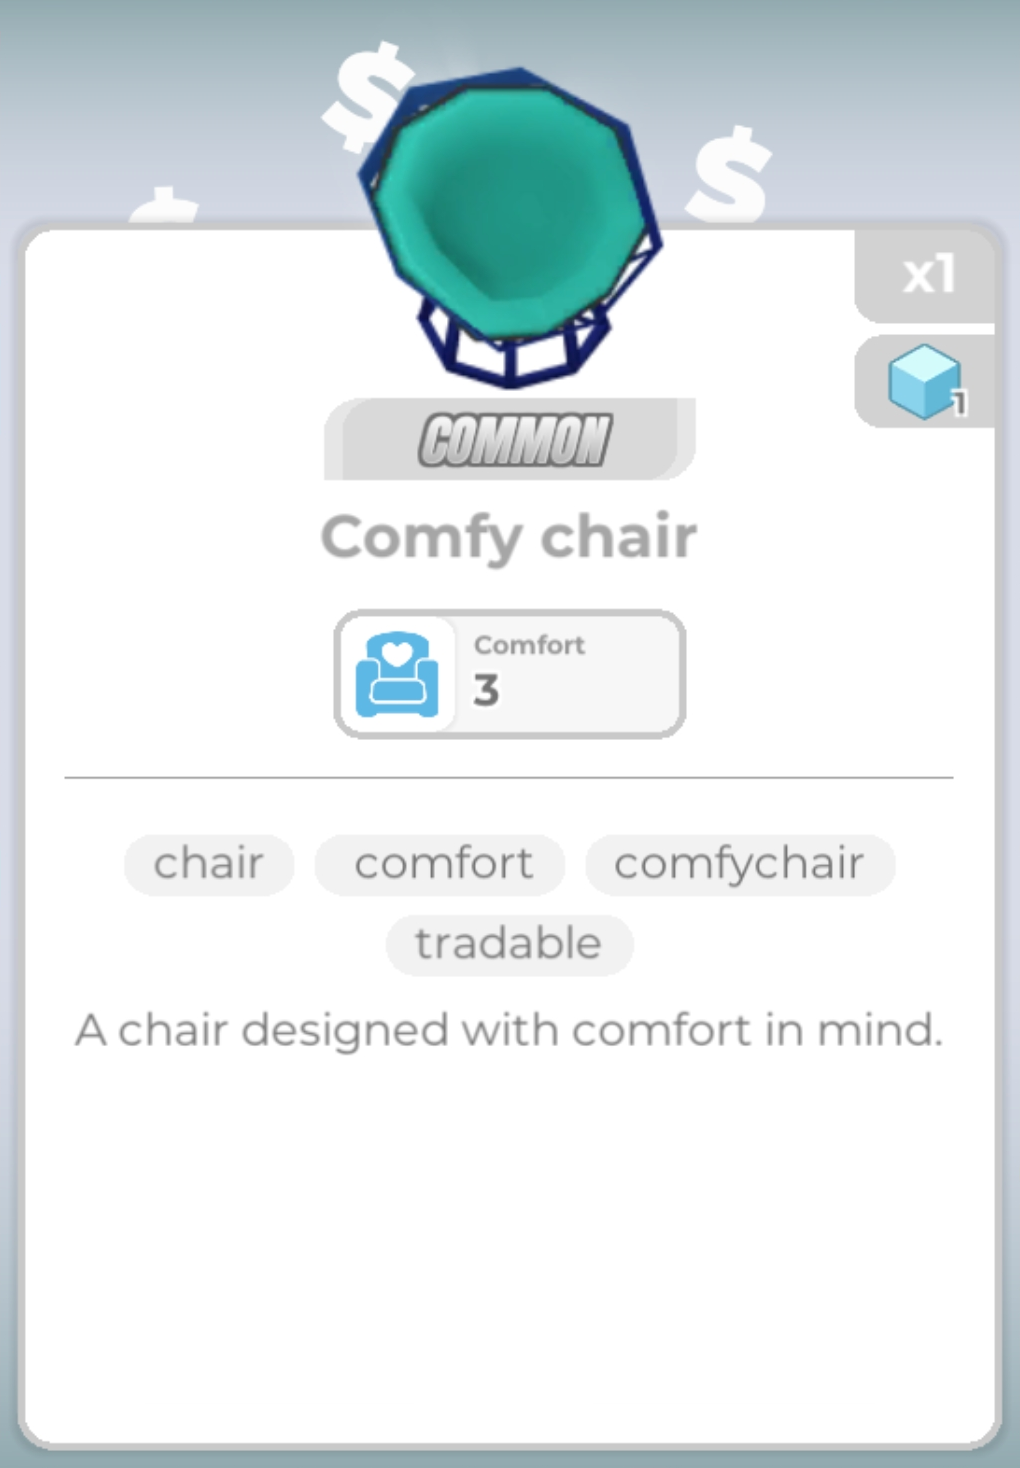 $
$
$
x1
1
COMMON
Comfy chair
Comfort
3
chair comfort comfychair
tradable
A chair designed with comfort in mind.